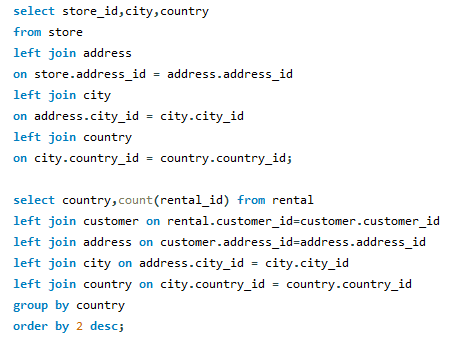 select store_id,city,country
from store
left join address
on store.address_id = address.address_id
left join city
on address.city_id = city.city_id
left join country
on city.country_id = country.country_id;

select country,count(rental_id) from rental
left join customer on rental.customer_id=customer.customer_id
left join address on customer.address_id=address.address_id
left join city on address.city_id = city.city_id
left join country on city.country_id = country.country_id
group by country
order by 2 desc;